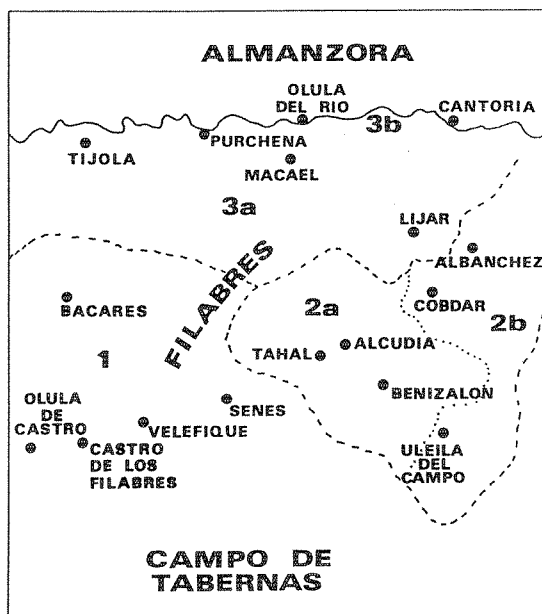 ALMANZORA
OLULA
DEL RIO
CANTORIA
3b
PURCHENA
TIJOLA
MACAEL
3a
LIJAR
ALBANCHEZ
FILABRES
BACARES
2a
COBDAR
2b
ALCUDIA
TAHAL
1
BENIZALON
OLULA
DE
CASTRO
SENES
VELEFIQUE
CASTRO
DE LOS
FILABRES
ULEILA
DEL
CAMPO
CAMPO DE
TABERNAS